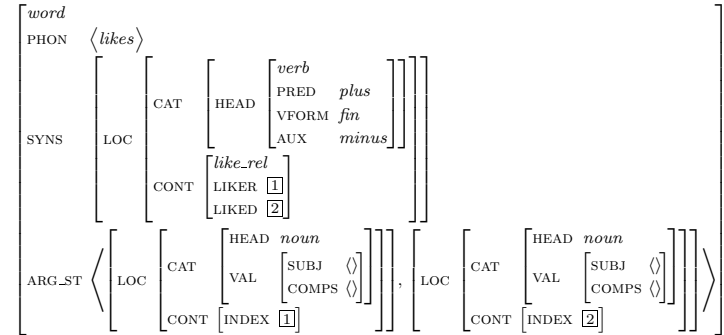 word
PHON ⟨likes⟩
verb
PRED plus
CAT HEAD VFORM fin
AUX minus
SYNS LOC
like_rel
CONT LIKER 1
LIKED 2
HEAD noun HEAD noun
CAT SUBJ ⟨⟩ CAT SUBJ ⟨⟩
ARG_ST LOC VAL , LOC VAL
COMPS ⟨⟩ COMPS ⟨⟩
CONT [INDEX 1] CONT [INDEX 2]